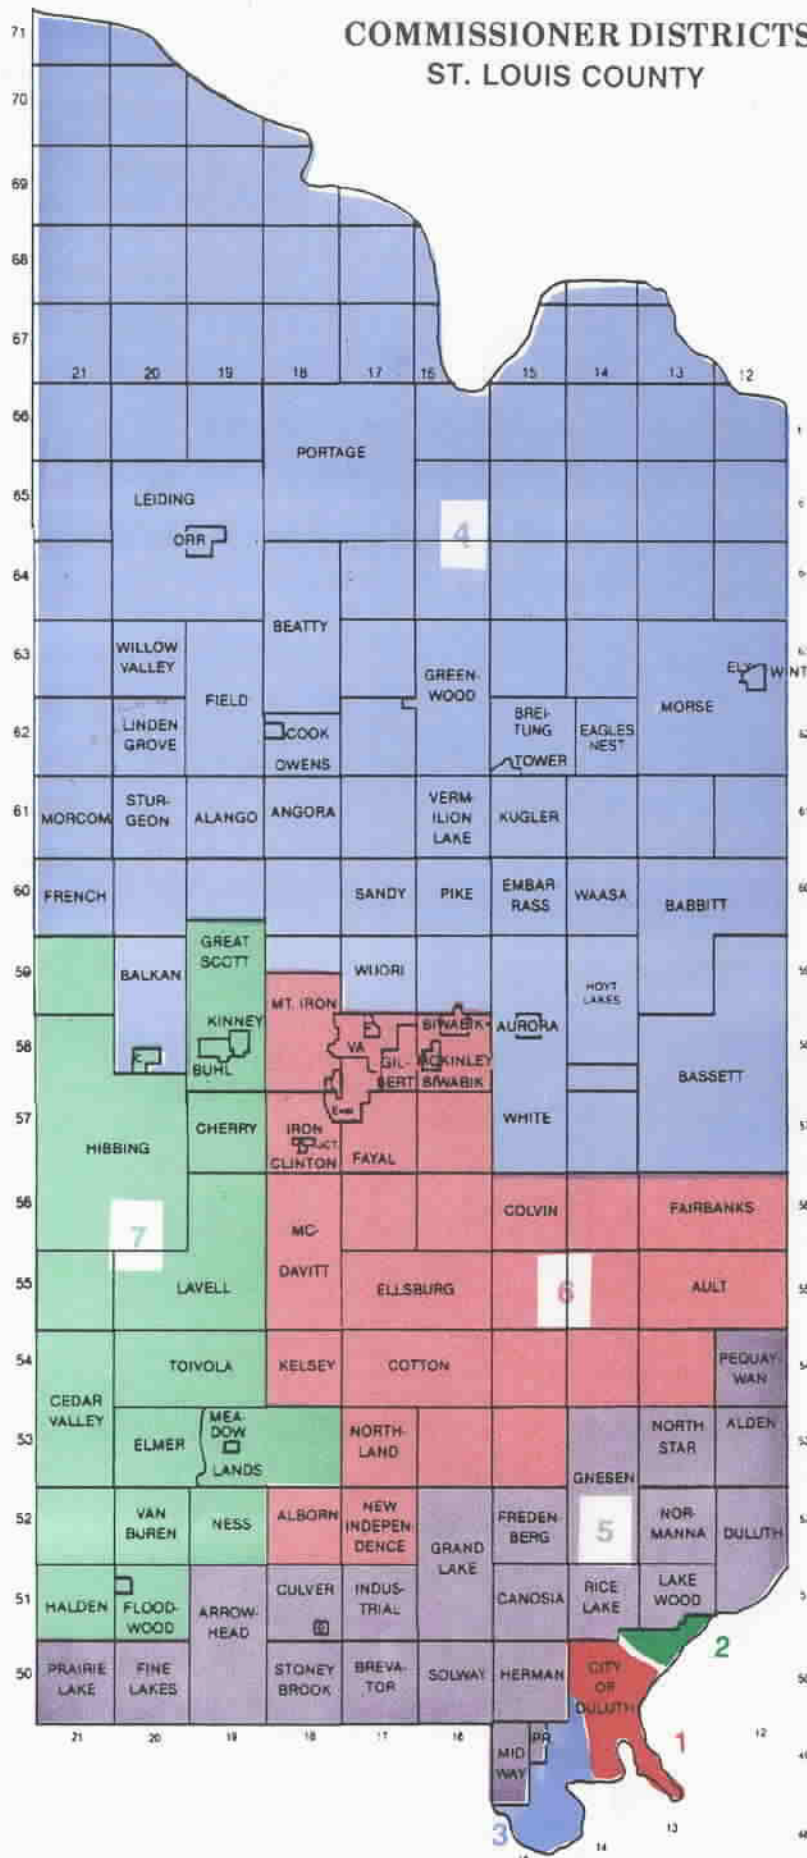 COMMISSIONER DISTRICTS
ST. LOUIS COUNTY
71
70
69
68
67
21 20 19 18 17 16 15 14 13 12
66
PORTAGE
65
LEIDING
ORR
4
64
BEATTY
63
WILLOW
VALLEY
FIELD
GREEN-
WOOD
ELY
WINT
MORSE
62
LINDEN
GROVE
COOK
OWENS
BREI-
TUNG
TOWER
EAGLES
NEST
61
MORCOM
STUR-
GEON
ALANGO
ANGORA
VERM-
ILION
LAKE
KUGLER
60
FRENCH
SANDY
PIKE
EMBAR
RASS
WAASA
BABBITT
59
BALKAN
GREAT
SCOTT
WUORI
MT. IRON
HOYT
LAKES
58
KINNEY
BUHL
VA
GIL-
BERT
BIWABIK
MCKINLEY
BIWABIK
AURORA
BASSETT
57
HIBBING
CHERRY
IRON
JCT.
CLINTON
FAYAL
WHITE
56
7
MC-
DAVITT
COLVIN
FAIRBANKS
55
LAVELL
ELLSBURG
6
AULT
54
TOIVOLA
KELSEY
COTTON
PEQUAY-
WAN
CEDAR
VALLEY
53
ELMER
MEA-
DOW
LANDS
NORTH-
LAND
GNESEN
NORTH
STAR
ALDEN
52
VAN
BUREN
NESS
ALBORN
NEW
INDEPEN-
DENCE
GRAND
LAKE
FREDEN-
BERG
5
NOR-
MANNA
DULUTH
51
HALDEN
FLOOD-
WOOD
ARROW-
HEAD
CULVER
INDUS-
TRIAL
CANOSIA
RICE
LAKE
LAKE
WOOD
2
50
PRAIRIE
LAKE
FINE
LAKES
STONEY
BROOK
BREVA-
TOR
SOLWAY
HERMAN
CITY
OF
DULUTH
21 20 19 18 17 16
12
1
PR.
MID
WAY
3
13
14